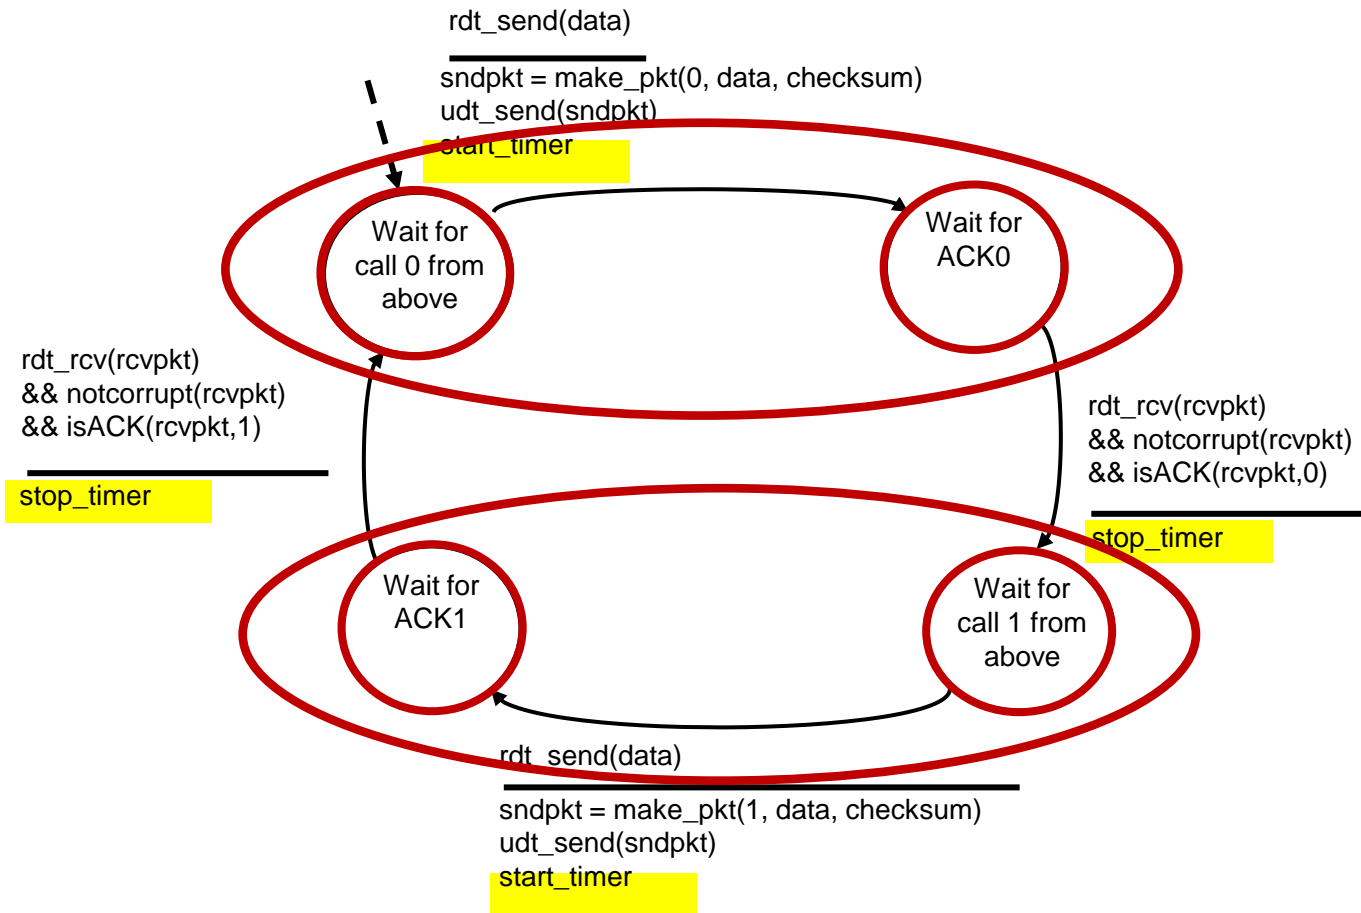 rdt_send(data)
sndpkt = make_pkt(0, data, checksum)
udt_send(sndpkt)
start_timer
Wait for
call 0 from
above
Wait for
ACK0
rdt_rcv(rcvpkt)
&& notcorrupt(rcvpkt)
&& isACK(rcvpkt,1)
stop_timer
rdt_rcv(rcvpkt)
&& notcorrupt(rcvpkt)
&& isACK(rcvpkt,0)
stop_timer
Wait for
ACK1
Wait for
call 1 from
above
rdt_send(data)
sndpkt = make_pkt(1, data, checksum)
udt_send(sndpkt)
start_timer